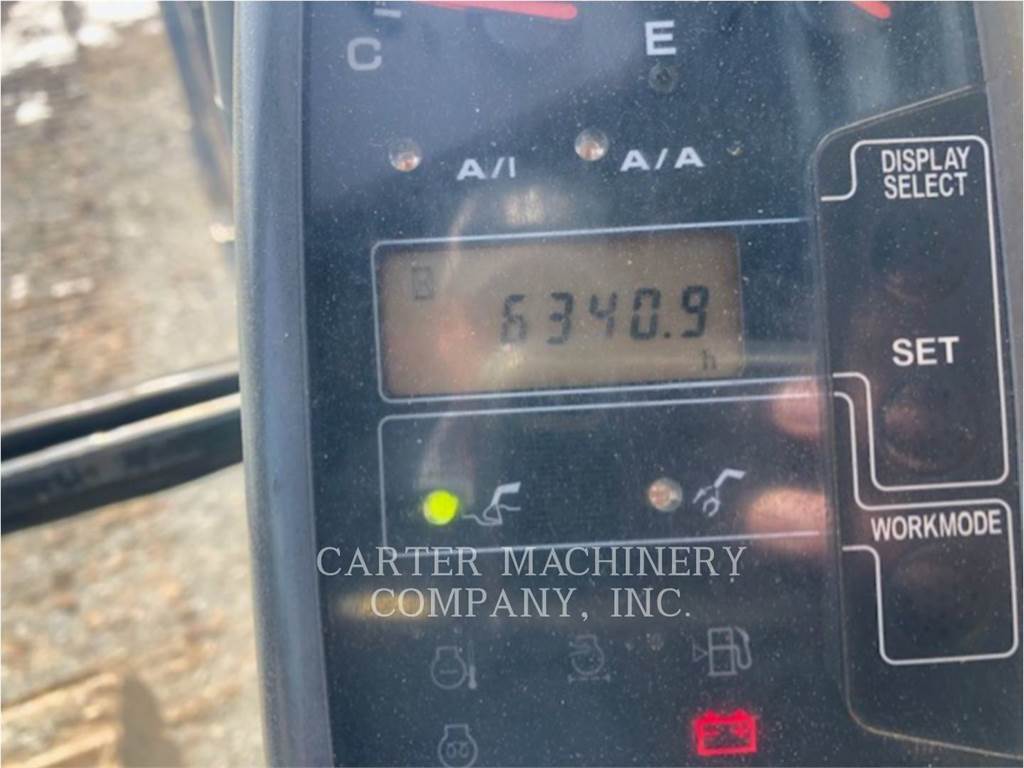 C
E
A/I
A/A
DISPLAY
SELECT
6340.9
h
SET
WORKMODE
CARTER MACHINERY
COMPANY, INC.